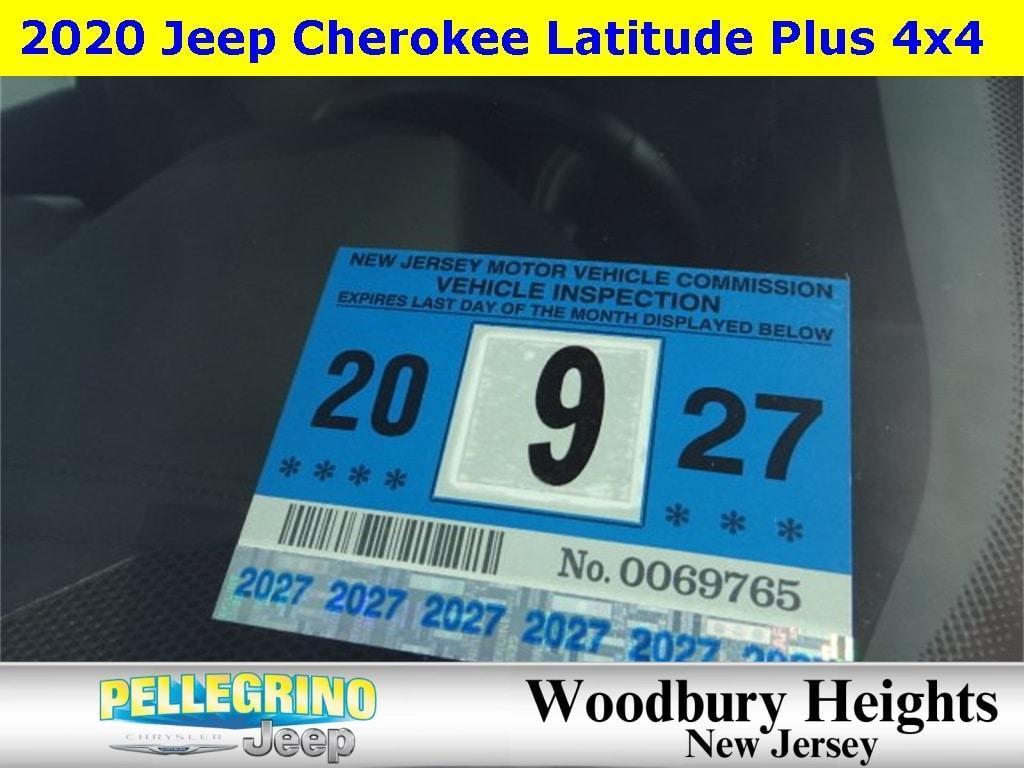 2020 Jeep Cherokee Latitude Plus 4x4
NEW JERSEY MOTOR VEHICLE COMMISSION
VEHICLE INSPECTION
EXPIRES LAST DAY OF THE MONTH DISPLAYED BELOW
20 9 27
**** ***
No. 0069765
2027 2027 2027 2027 2027 2027
PELLEGRINO
CHRYSLER
Jeep
Woodbury Heights
New Jersey